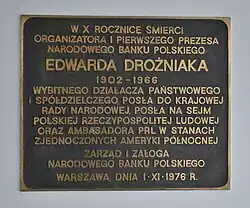 W X ROCZNICĘ ŚMIERCI
ORGANIZATORA I PIERWSZEGO PREZESA
NARODOWEGO BANKU POLSKIEGO
EDWARDA DROŻNIAKA
1902-1966
WYBITNEGO DZIAŁACZA PAŃSTWOWEGO
I SPÓŁDZIELCZEGO, POSŁA DO KRAJOWEJ
RADY NARODOWEJ, POSŁA NA SEJM
POLSKIEJ RZECZYPOSPOLITEJ LUDOWEJ
ORAZ AMBASADORA PRL W STANACH
ZJEDNOCZONYCH AMERYKI PÓŁNOCNEJ
ZARZĄD I ZAŁOGA
NARODOWEGO BANKU POLSKIEGO
WARSZAWA, DNIA 1·XI·1976 R.